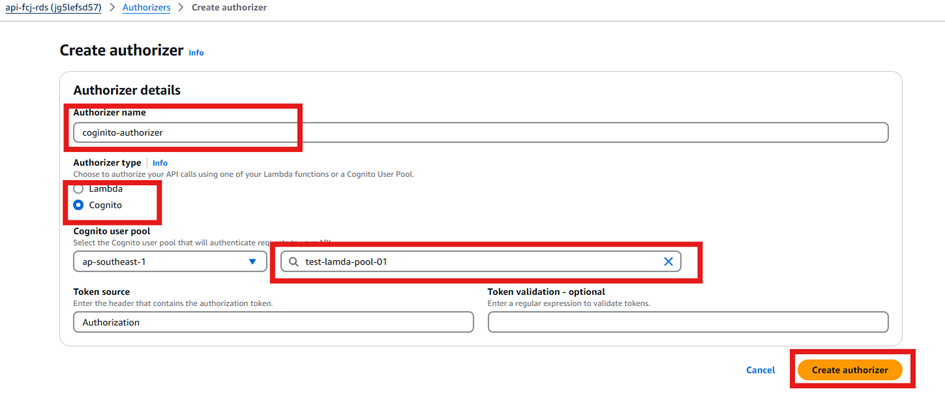 api-fcj-rds (jg5lefsd57) > Authorizers > Create authorizer
Create authorizer Info
Authorizer details
Authorizer name
coginito-authorizer
Authorizer type | Info
Choose to authorize your API calls using one of your Lambda functions or a Cognito User Pool.
Lambda
Cognito
Cognito user pool
Select the Cognito user pool that will authenticate requests to your API.
ap-southeast-1
test-lamda-pool-01
Token source
Token validation - optional
Enter the header that contains the authorization token.
Enter a regular expression to validate tokens.
Authorization
Cancel
Create authorizer